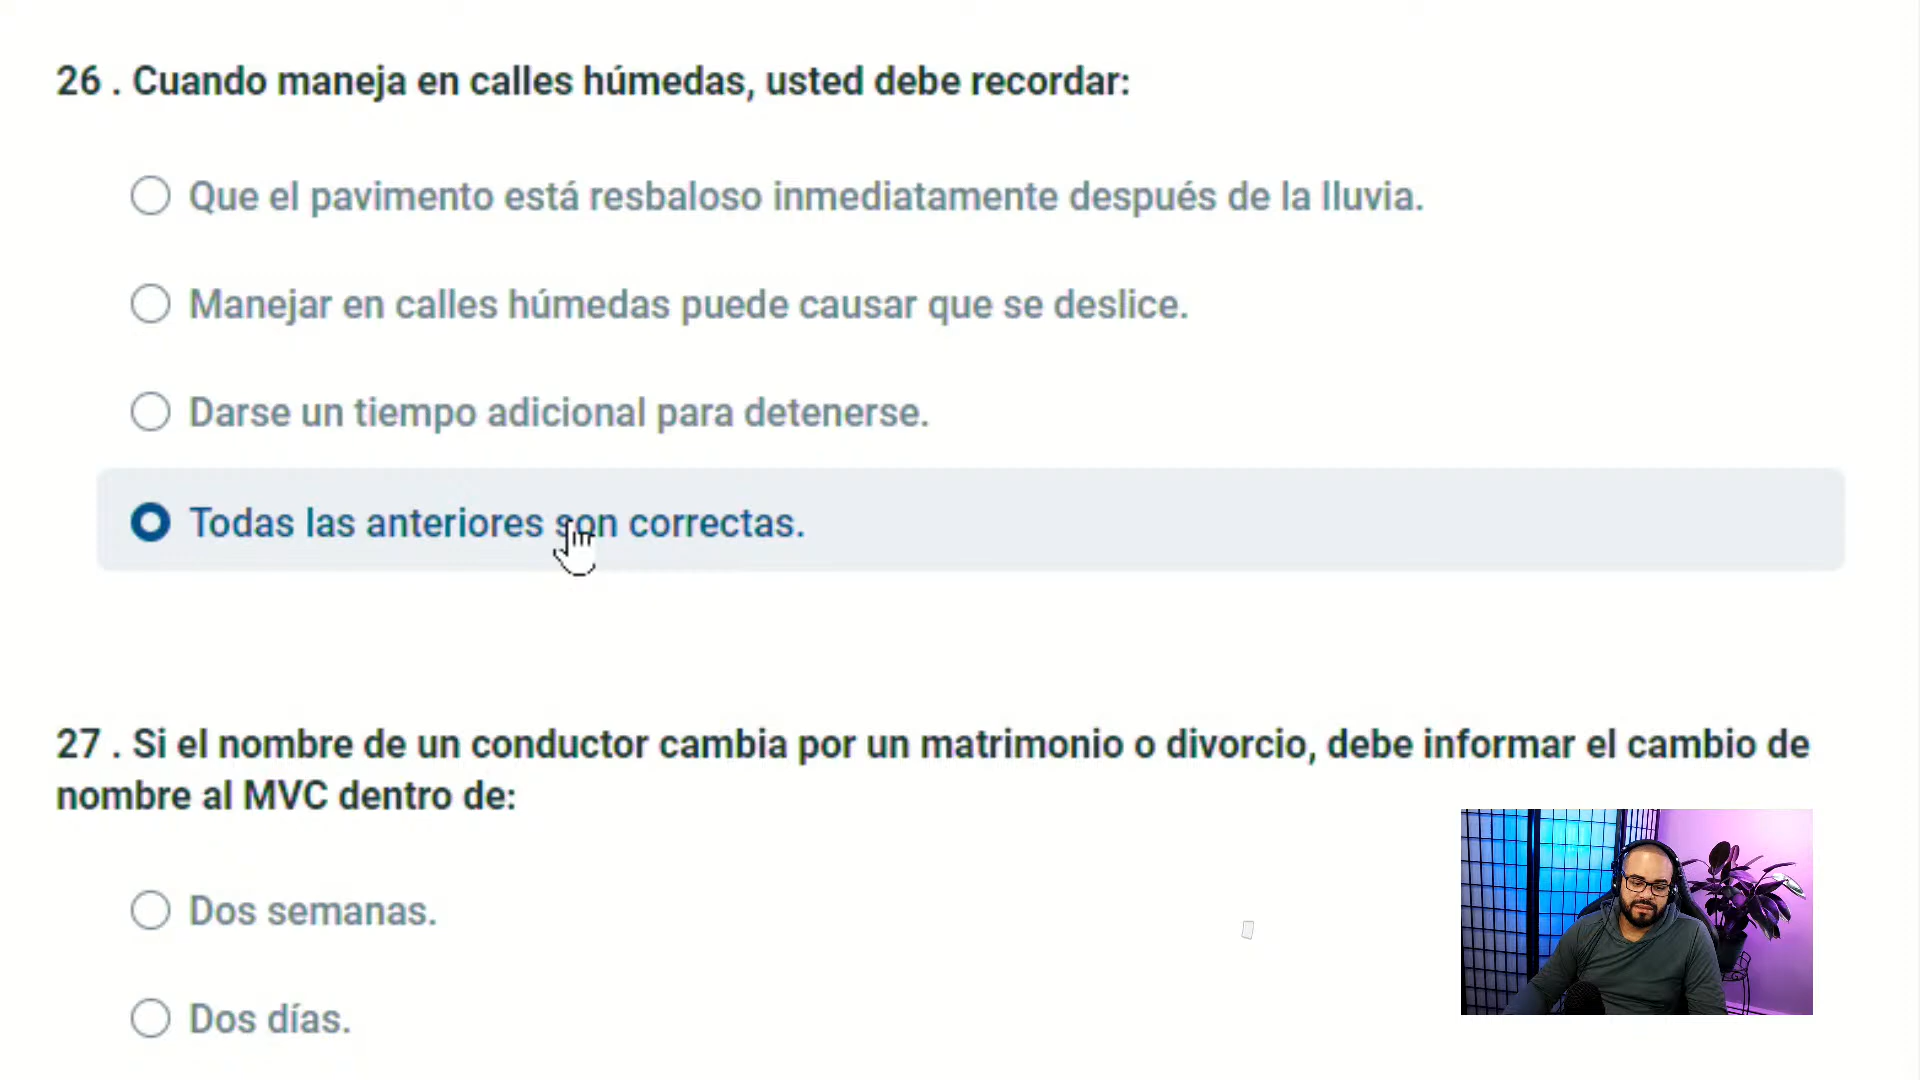 26 . Cuando maneja en calles húmedas, usted debe recordar:
Que el pavimento está resbaloso inmediatamente después de la lluvia.
Manejar en calles húmedas puede causar que se deslice.
Darse un tiempo adicional para detenerse.
Todas las anteriores son correctas.
27 . Si el nombre de un conductor cambia por un matrimonio o divorcio, debe informar el cambio de
nombre al MVC dentro de:
Dos semanas.
Dos días.